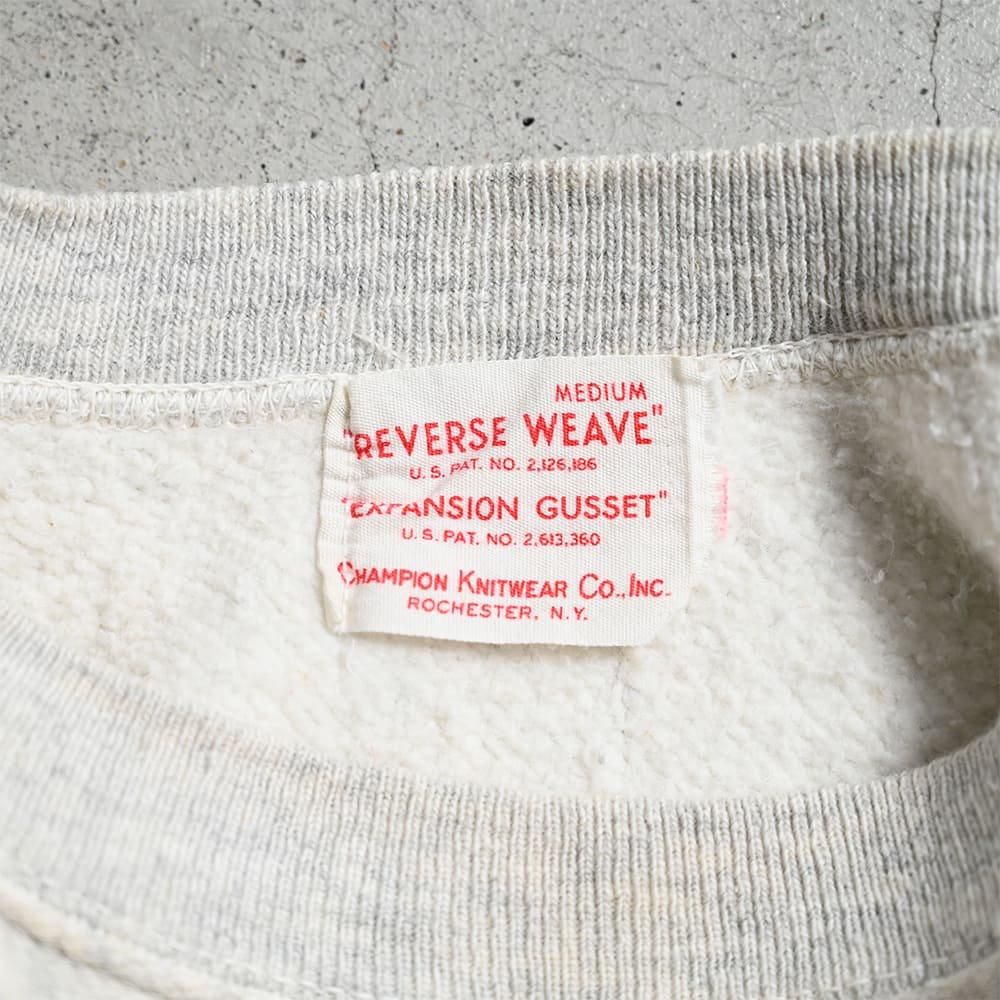 MEDIUM
"REVERSE WEAVE"
U.S. PAT. NO. 2,126,186
"EXPANSION GUSSET"
U.S. PAT. NO. 2,613,360
CHAMPION KNITWEAR CO., INC.
ROCHESTER, N.Y.